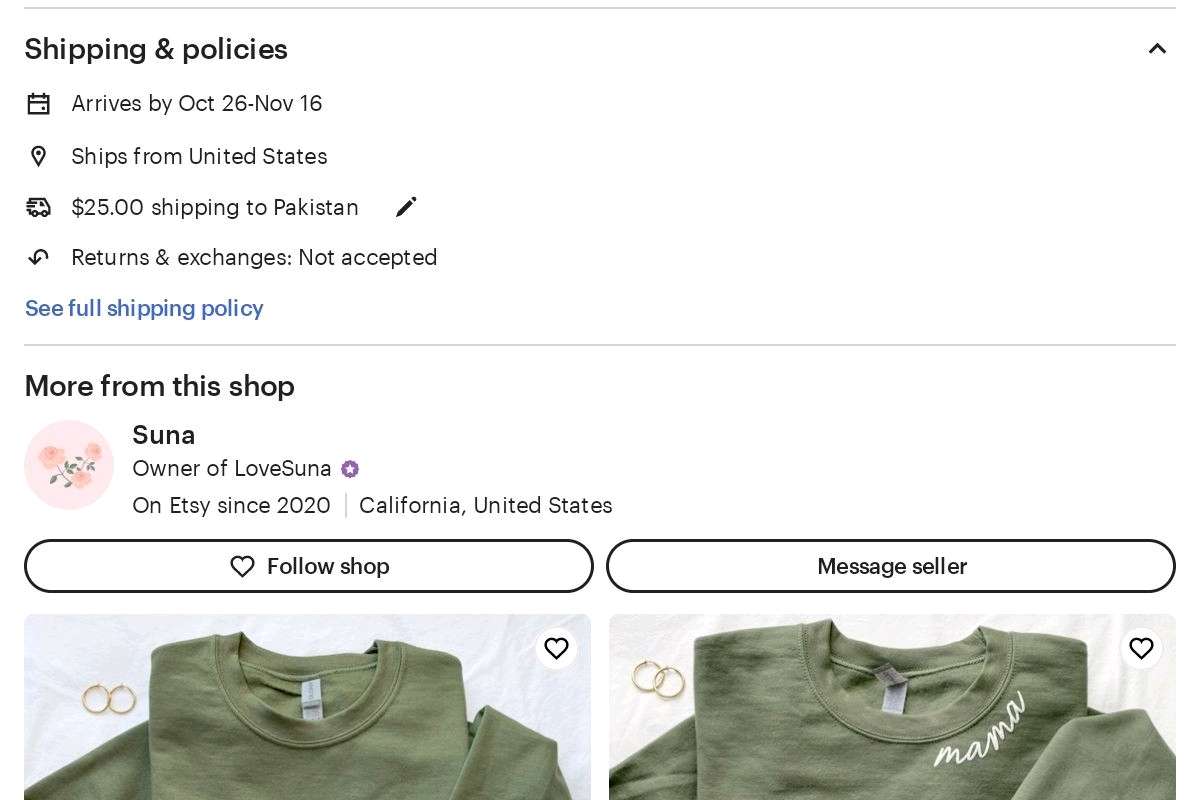 Shipping & policies
Arrives by Oct 26-Nov 16
Ships from United States
$25.00 shipping to Pakistan
Returns & exchanges: Not accepted
See full shipping policy
More from this shop
Suna
Owner of LoveSuna
On Etsy since 2020 | California, United States
Follow shop
Message seller
mama